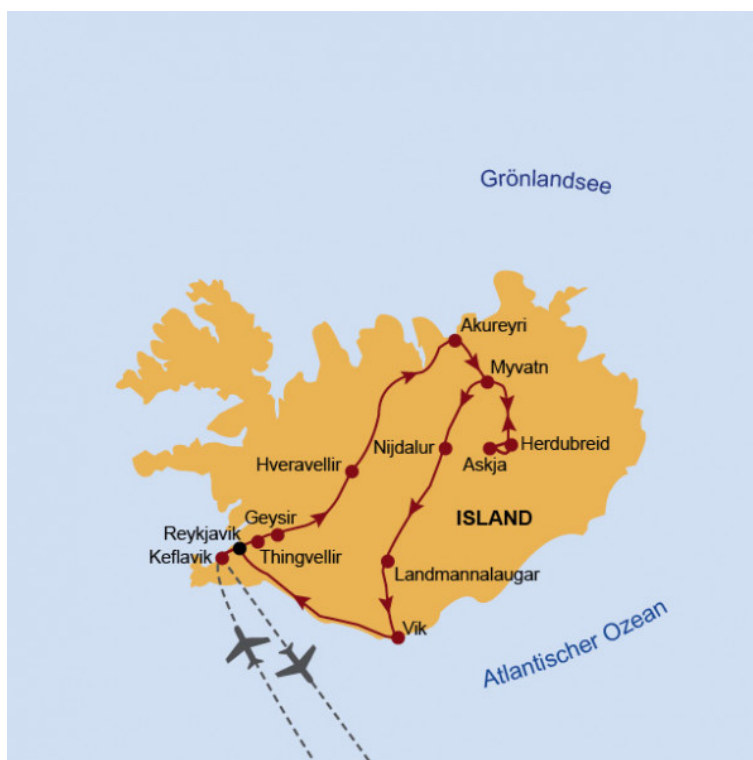 Grönlandsee
Akureyri
Myvatn
Nijdalur
Herdubreid
Askja
Hveravellir
Geysir
ISLAND
Reykjavik
Keflavik
Thingvellir
Landmannalaugar
Vik
Atlantischer Ozean